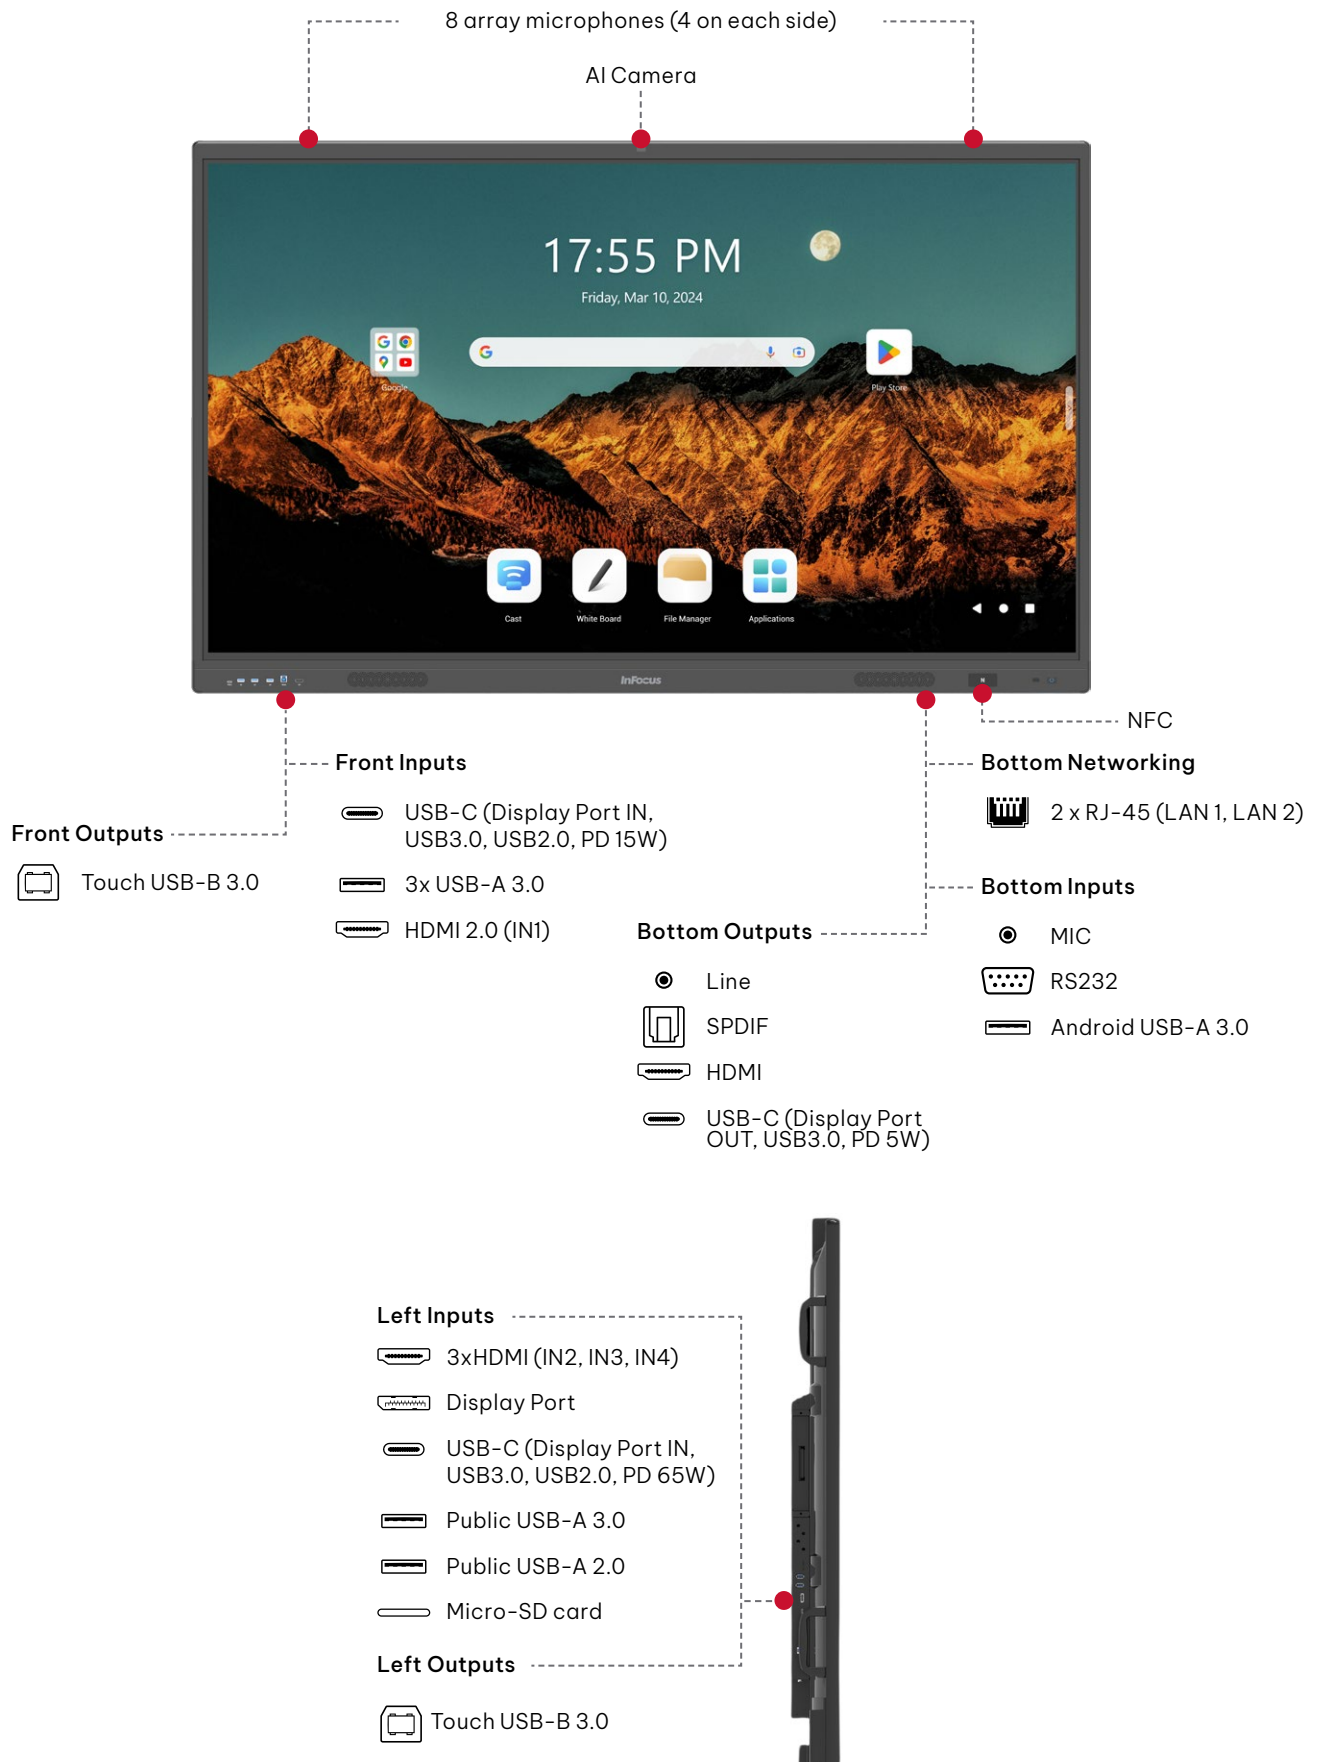 8 array microphones (4 on each side)
AI Camera
17:55 PM
Friday, Mar 10, 2024
Google
Play Store
Cast
White Board
File Manager
Applications
InFocus
NFC
Front Inputs
USB-C (Display Port IN,
USB3.0, USB2.0, PD 15W)
3x USB-A 3.0
HDMI 2.0 (IN1)
Front Outputs
Touch USB-B 3.0
Bottom Networking
2 x RJ-45 (LAN 1, LAN 2)
Bottom Inputs
MIC
RS232
Android USB-A 3.0
Bottom Outputs
Line
SPDIF
HDMI
USB-C (Display Port
OUT, USB3.0, PD 5W)
Left Inputs
3xHDMI (IN2, IN3, IN4)
Display Port
USB-C (Display Port IN,
USB3.0, USB2.0, PD 65W)
Public USB-A 3.0
Public USB-A 2.0
Micro-SD card
Left Outputs
Touch USB-B 3.0